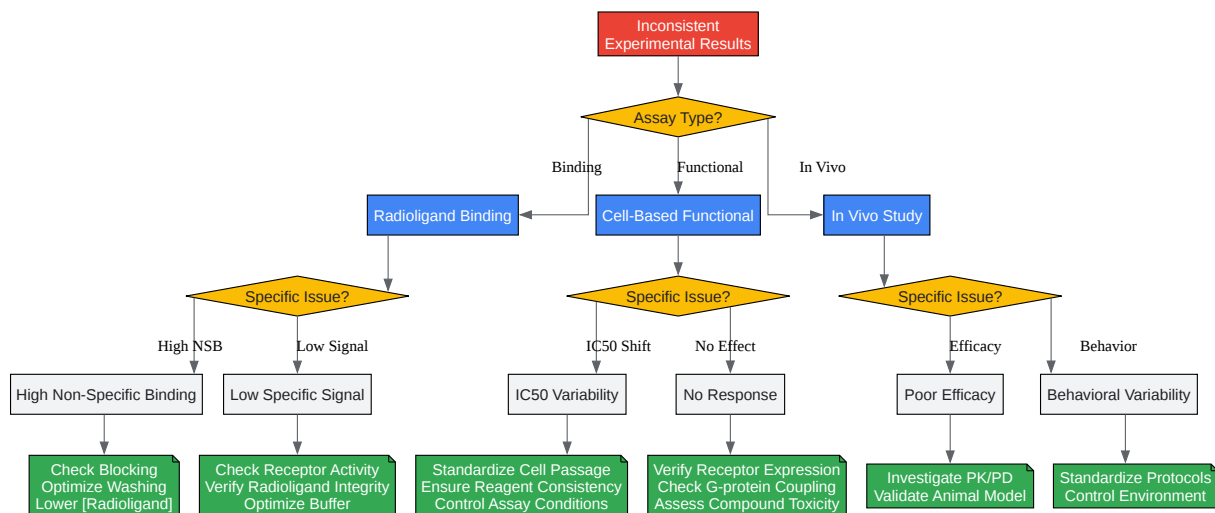 Inconsistent
Experimental Results
Assay Type?
Binding
Functional
In Vivo
Radioligand Binding
Cell-Based Functional
In Vivo Study
Specific Issue?
Specific Issue?
Specific Issue?
High NSB
Low Signal
IC50 Shift
No Effect
Efficacy
Behavior
High Non-Specific Binding
Low Specific Signal
IC50 Variability
No Response
Poor Efficacy
Behavioral Variability
Check Blocking
Optimize Washing
Lower [Radioligand]
Check Receptor Activity
Verify Radioligand Integrity
Optimize Buffer
Standardize Cell Passage
Ensure Reagent Consistency
Control Assay Conditions
Verify Receptor Expression
Check G-protein Coupling
Assess Compound Toxicity
Investigate PK/PD
Validate Animal Model
Standardize Protocols
Control Environment